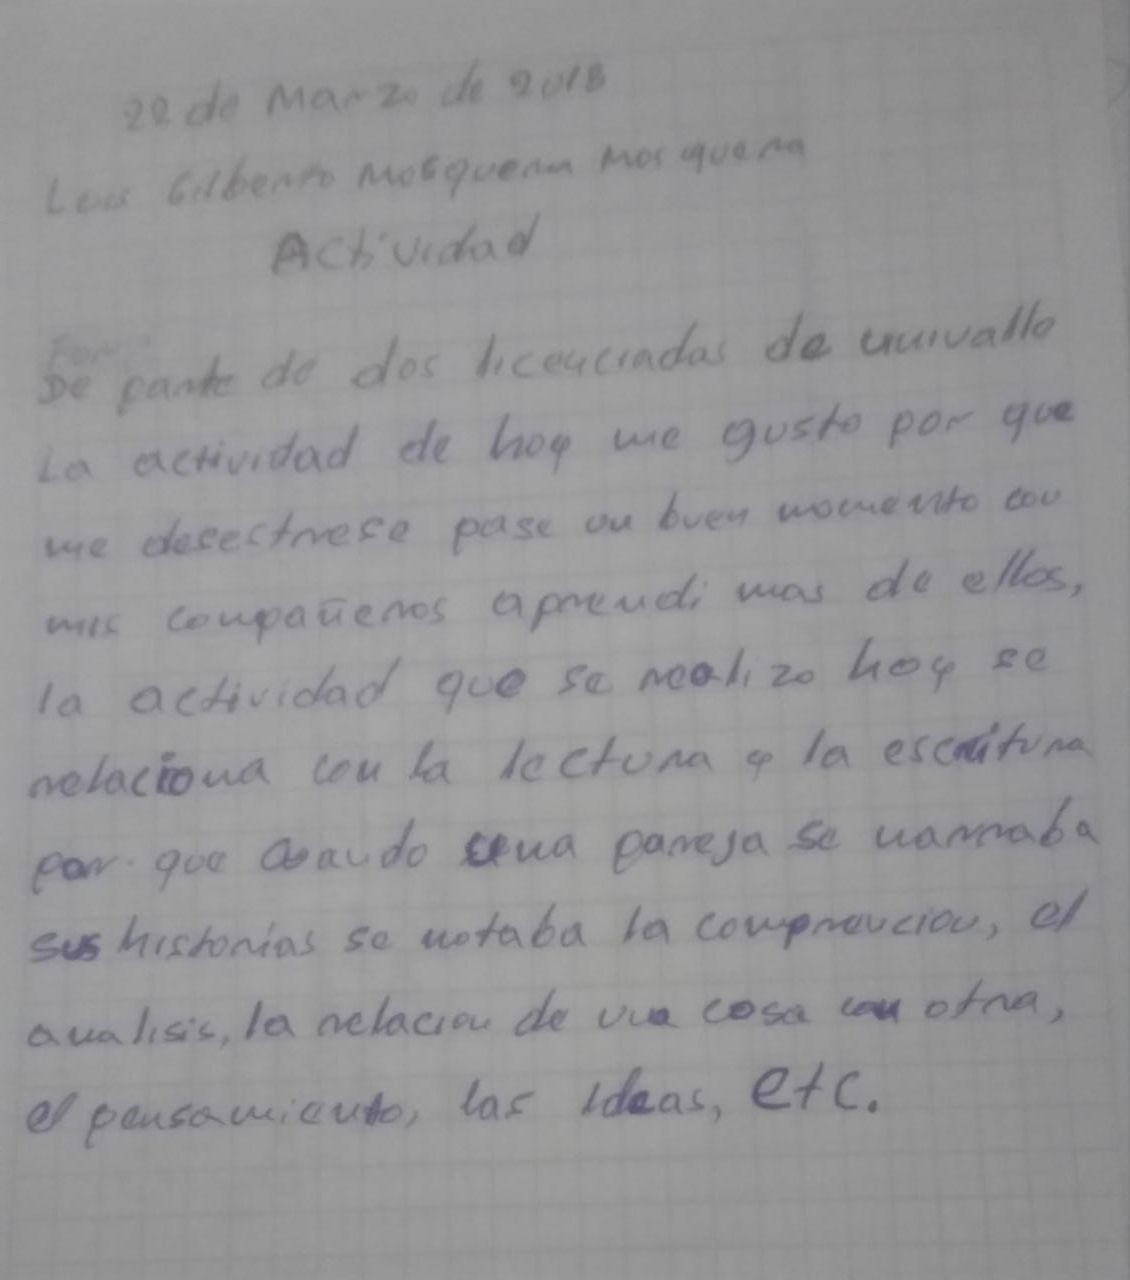 22 de Marzo de 2018
Luis Gilberto Mosquera Mosquera
Actividad
De parte de dos licenciadas de univalle
La actividad de hoy me gusto por que
me desestrese pase un buen momento con
mis compañeros aprendi mas de ellos,
la actividad que se realizo hoy se
relaciona con la lectura y la escritura
por que cuando una pareja se narraba
sus historias se notaba la comprencion, el
analisis, la relacion de una cosa con otra,
el pensamiento, las ideas, etc.